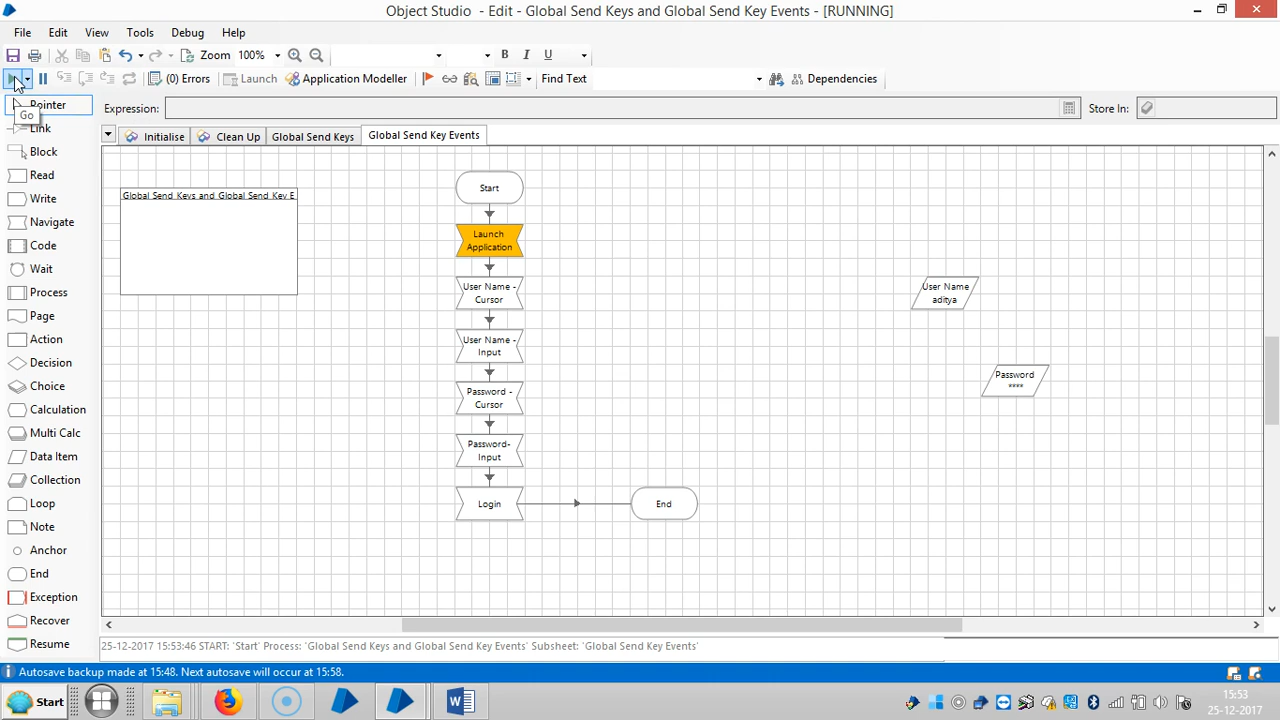 Object Studio - Edit - Global Send Keys and Global Send Key Events - [RUNNING]
File Edit View Tools Debug Help
Zoom 100% B I U
(0) Errors Launch Application Modeller Find Text Dependencies
Pointer
Go
Expression: Store In:
Link
Initialise Clean Up Global Send Keys Global Send Key Events
Block
Read
Write
Navigate
Code
Wait
Process
Page
Action
Decision
Choice
Calculation
Multi Calc
Data Item
Collection
Loop
Note
Anchor
End
Exception
Recover
Resume
Global Send Keys and Global Send Key E
Start
Launch
Application
User Name -
Cursor
User Name -
Input
Password -
Cursor
Password-
Input
Login
End
User Name
aditya
Password
****
25-12-2017 15:53:46 START: 'Start' Process: 'Global Send Keys and Global Send Key Events' Subsheet: 'Global Send Key Events'
Autosave backup made at 15:48. Next autosave will occur at 15:58.
Start
15:53
25-12-2017